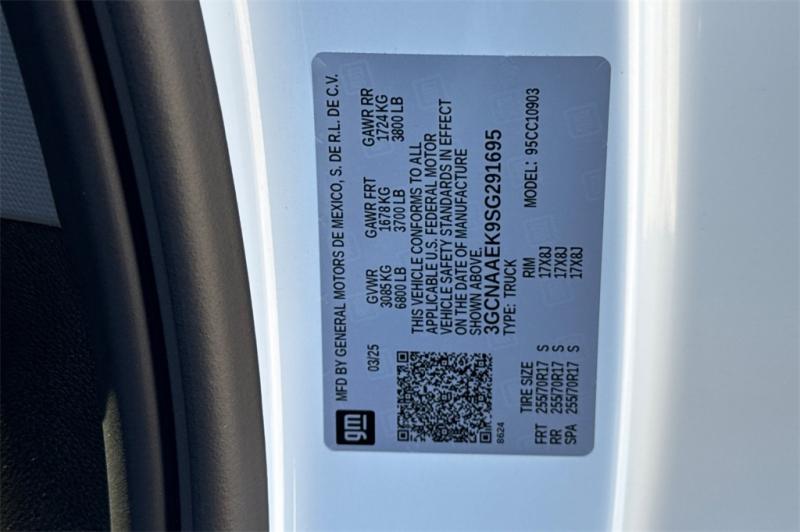 gm
MFD BY GENERAL MOTORS DE MEXICO, S. DE R.L. DE C.V.
03/25 GVWR GAWR FRT GAWR RR
3085 KG 1678 KG 1724 KG
6800 LB 3700 LB 3800 LB
THIS VEHICLE CONFORMS TO ALL
APPLICABLE U.S. FEDERAL MOTOR
VEHICLE SAFETY STANDARDS IN EFFECT
ON THE DATE OF MANUFACTURE
SHOWN ABOVE.
3GCNAAEK9SG291695
8624 TYPE: TRUCK MODEL: 95CC10903
TIRE SIZE RIM
FRT 255/70R17 S 17X8J
RR 255/70R17 S 17X8J
SPA 255/70R17 S 17X8J